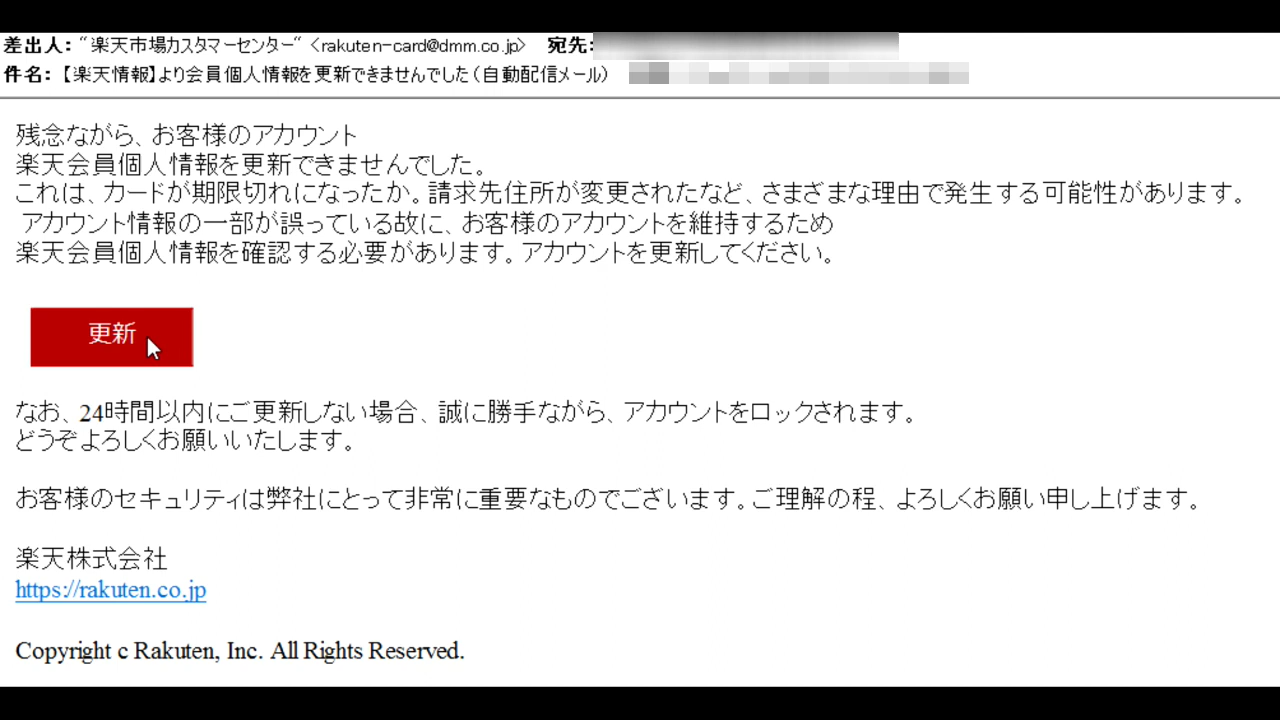 差出人： “楽天市場カスタマーセンター” <rakuten-card@dmm.co.jp> 宛先：
件名：【楽天情報】より会員個人情報を更新できませんでした（自動配信メール）
残念ながら、お客様のアカウント
楽天会員個人情報を更新できませんでした。
これは、カードが期限切れになったか。請求先住所が変更されたなど、さまざまな理由で発生する可能性があります。
アカウント情報の一部が誤っている故に、お客様のアカウントを維持するため
楽天会員個人情報を確認する必要があります。アカウントを更新してください。
更新
なお、24時間以内にご更新しない場合、誠に勝手ながら、アカウントをロックされます。
どうぞよろしくお願いいたします。
お客様のセキュリティは弊社にとって非常に重要なものでございます。ご理解の程、よろしくお願い申し上げます。
楽天株式会社
https://rakuten.co.jp
Copyright c Rakuten, Inc. All Rights Reserved.